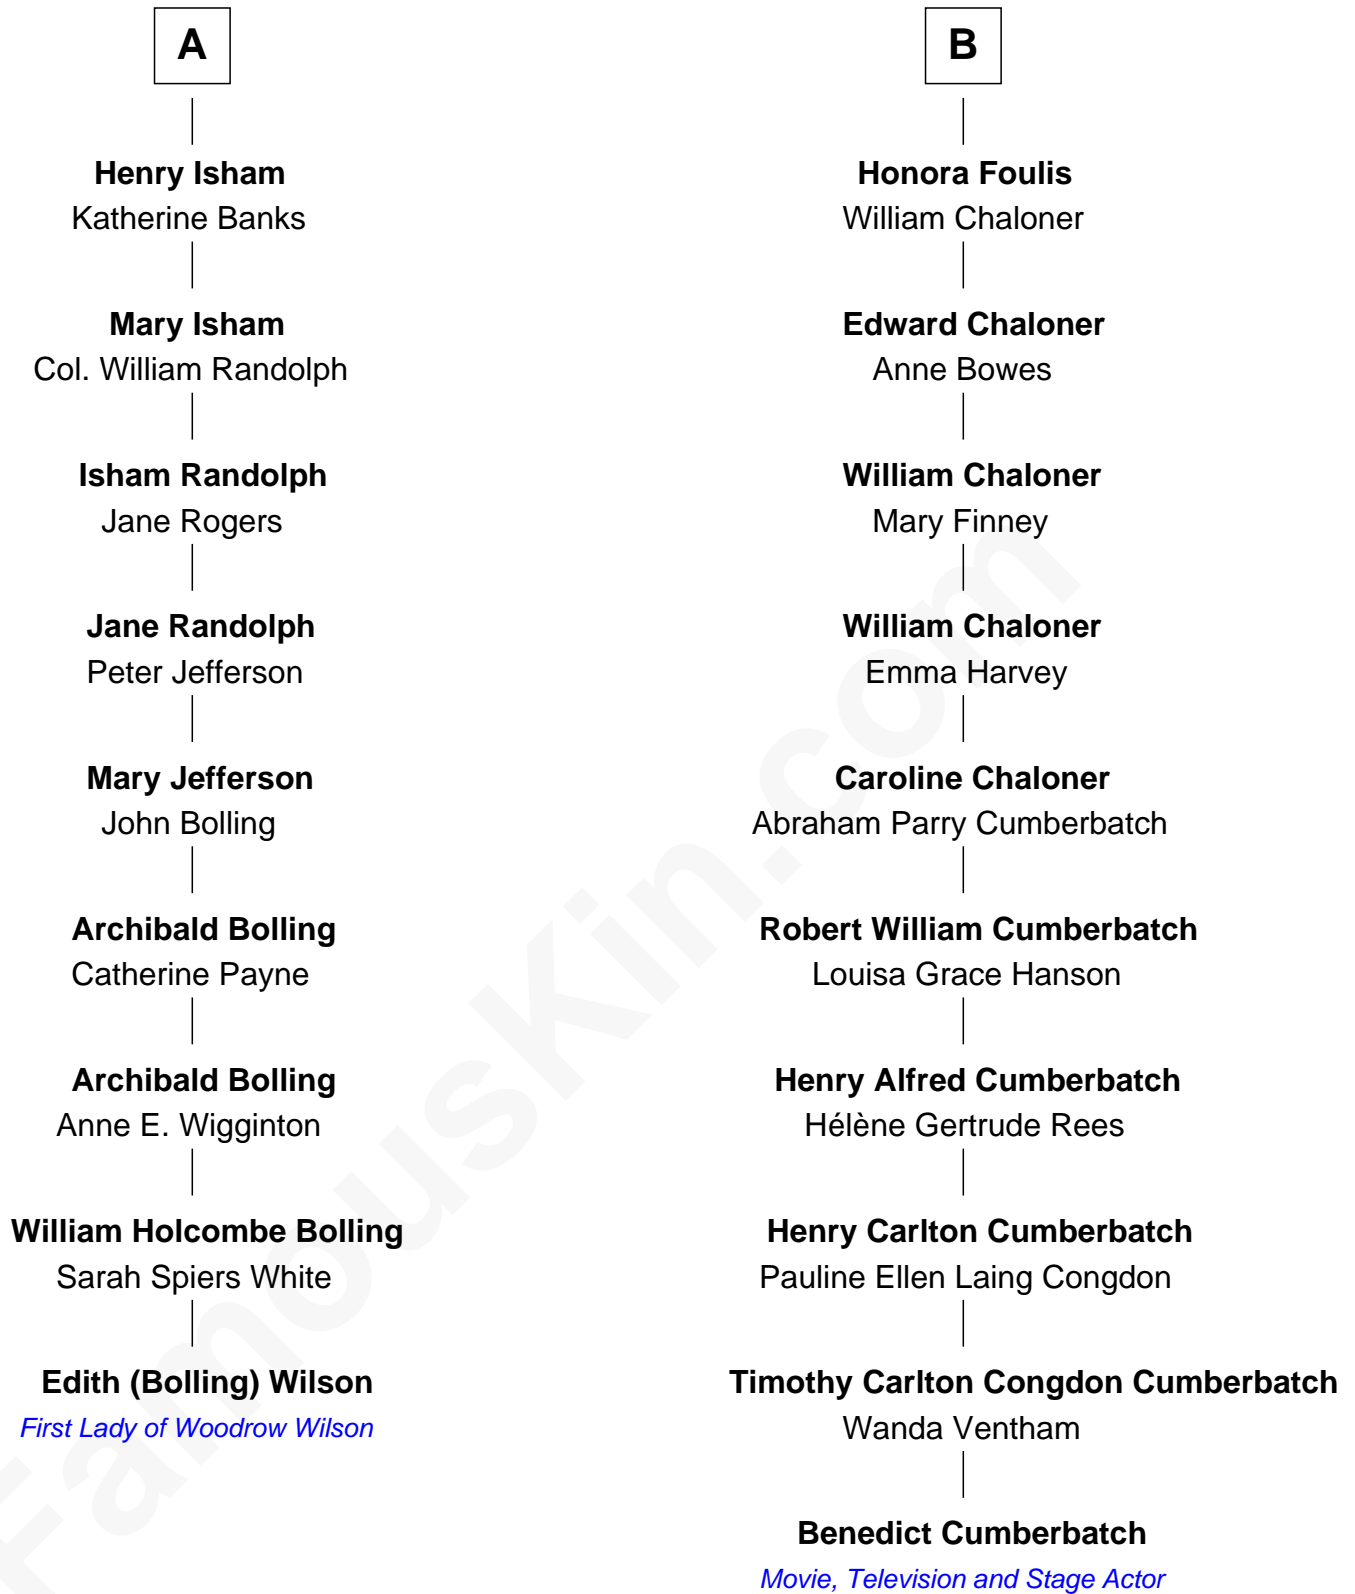 A
Henry Isham
Katherine Banks
Mary Isham
Col. William Randolph
Isham Randolph
Jane Rogers
Jane Randolph
Peter Jefferson
Mary Jefferson
John Bolling
Archibald Bolling
Catherine Payne
Archibald Bolling
Anne E. Wigginton
William Holcombe Bolling
Sarah Spiers White
Edith (Bolling) Wilson
First Lady of Woodrow Wilson
B
Honora Foulis
William Chaloner
Edward Chaloner
Anne Bowes
William Chaloner
Mary Finney
William Chaloner
Emma Harvey
Caroline Chaloner
Abraham Parry Cumberbatch
Robert William Cumberbatch
Louisa Grace Hanson
Henry Alfred Cumberbatch
Hélène Gertrude Rees
Henry Carlton Cumberbatch
Pauline Ellen Laing Congdon
Timothy Carlton Congdon Cumberbatch
Wanda Ventham
Benedict Cumberbatch
Movie, Television and Stage Actor
FamousKin.com